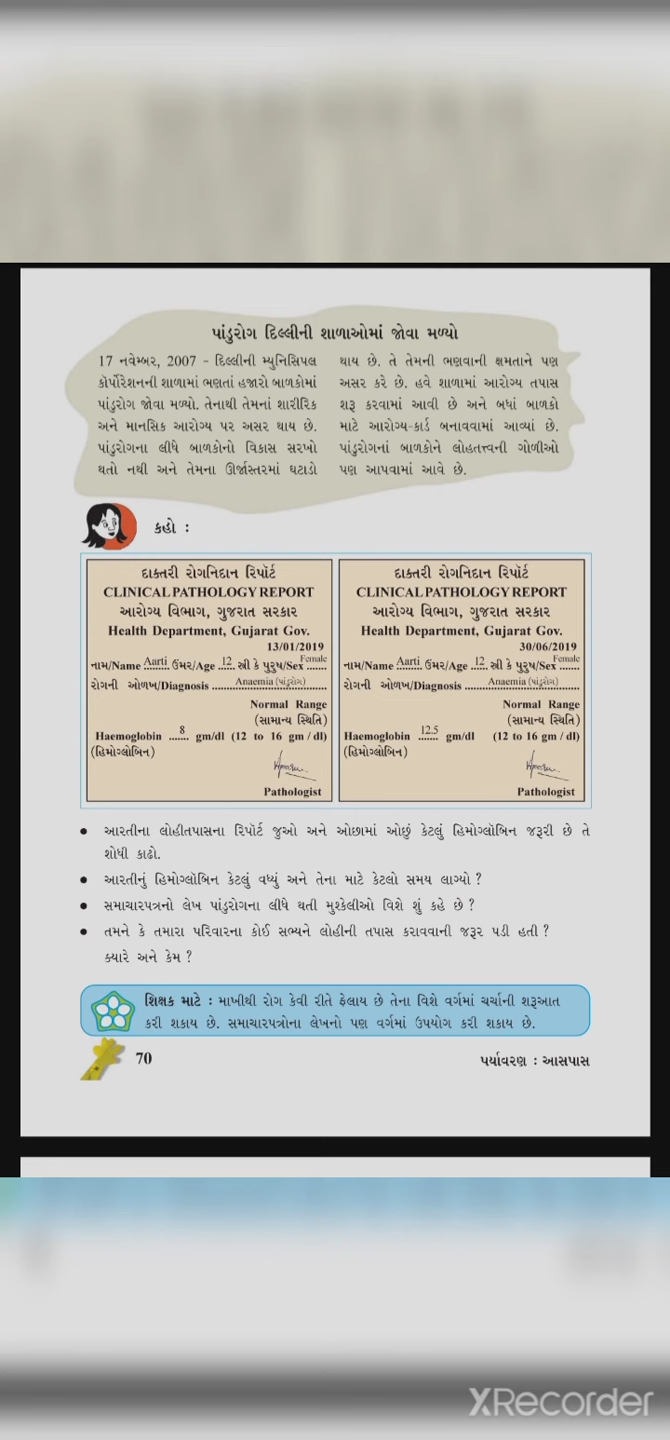 પાંડુરોગ દિલ્લીની શાળાઓમાં જોવા મળ્યો
17 નવેમ્બર, 2007 - દિલ્લીની મ્યુનિસિપલ
કૉર્પોરેશનની શાળામાં ભણતાં હજારો બાળકોમાં
પાંડુરોગ જોવા મળ્યો. તેનાથી તેમનાં શારીરિક
અને માનસિક આરોગ્ય પર અસર થાય છે.
પાંડુરોગના લીધે બાળકોનો વિકાસ સરખો
થતો નથી અને તેમના ઊર્જાસ્તરમાં ઘટાડો
થાય છે. તે તેમની ભણવાની ક્ષમતાને પણ
અસર કરે છે. હવે શાળામાં આરોગ્ય તપાસ
શરૂ કરવામાં આવી છે અને બધાં બાળકો
માટે આરોગ્ય-કાર્ડ બનાવવામાં આવ્યાં છે.
પાંડુરોગનાં બાળકોને લોહતત્ત્વની ગોળીઓ
પણ આપવામાં આવે છે.
કહો :
દાક્તરી રોગનિદાન રિપૉર્ટ
CLINICAL PATHOLOGY REPORT
આરોગ્ય વિભાગ, ગુજરાત સરકાર
Health Department, Gujarat Gov.
13/01/2019
નામ/Name Aarti ઉંમર/Age 12 સ્ત્રી કે પુરુષ/Sex Female
રોગની ઓળખ/Diagnosis Anaemia (પાંડુરોગ)
Normal Range
(સામાન્ય સ્થિતિ)
Haemoglobin 8 gm/dl (12 to 16 gm / dl)
(હિમોગ્લોબિન)
Pathologist
દાક્તરી રોગનિદાન રિપૉર્ટ
CLINICAL PATHOLOGY REPORT
આરોગ્ય વિભાગ, ગુજરાત સરકાર
Health Department, Gujarat Gov.
30/06/2019
નામ/Name Aarti ઉંમર/Age 12 સ્ત્રી કે પુરુષ/Sex Female
રોગની ઓળખ/Diagnosis Anaemia (પાંડુરોગ)
Normal Range
(સામાન્ય સ્થિતિ)
Haemoglobin 12.5 gm/dl (12 to 16 gm / dl)
(હિમોગ્લોબિન)
Pathologist
• આરતીના લોહીતપાસના રિપૉર્ટ જુઓ અને ઓછામાં ઓછું કેટલું હિમોગ્લૉબિન જરૂરી છે તે
શોધી કાઢો.
• આરતીનું હિમોગ્લૉબિન કેટલું વધ્યું અને તેના માટે કેટલો સમય લાગ્યો ?
• સમાચારપત્રનો લેખ પાંડુરોગના લીધે થતી મુશ્કેલીઓ વિશે શું કહે છે ?
• તમને કે તમારા પરિવારના કોઈ સભ્યને લોહીની તપાસ કરાવવાની જરૂર પડી હતી ?
ક્યારે અને કેમ ?
શિક્ષક માટે : માખીથી રોગ કેવી રીતે ફેલાય છે તેના વિશે વર્ગમાં ચર્ચાની શરૂઆત
કરી શકાય છે. સમાચારપત્રોના લેખનો પણ વર્ગમાં ઉપયોગ કરી શકાય છે.
70
પર્યાવરણ : આસપાસ
XRecorder